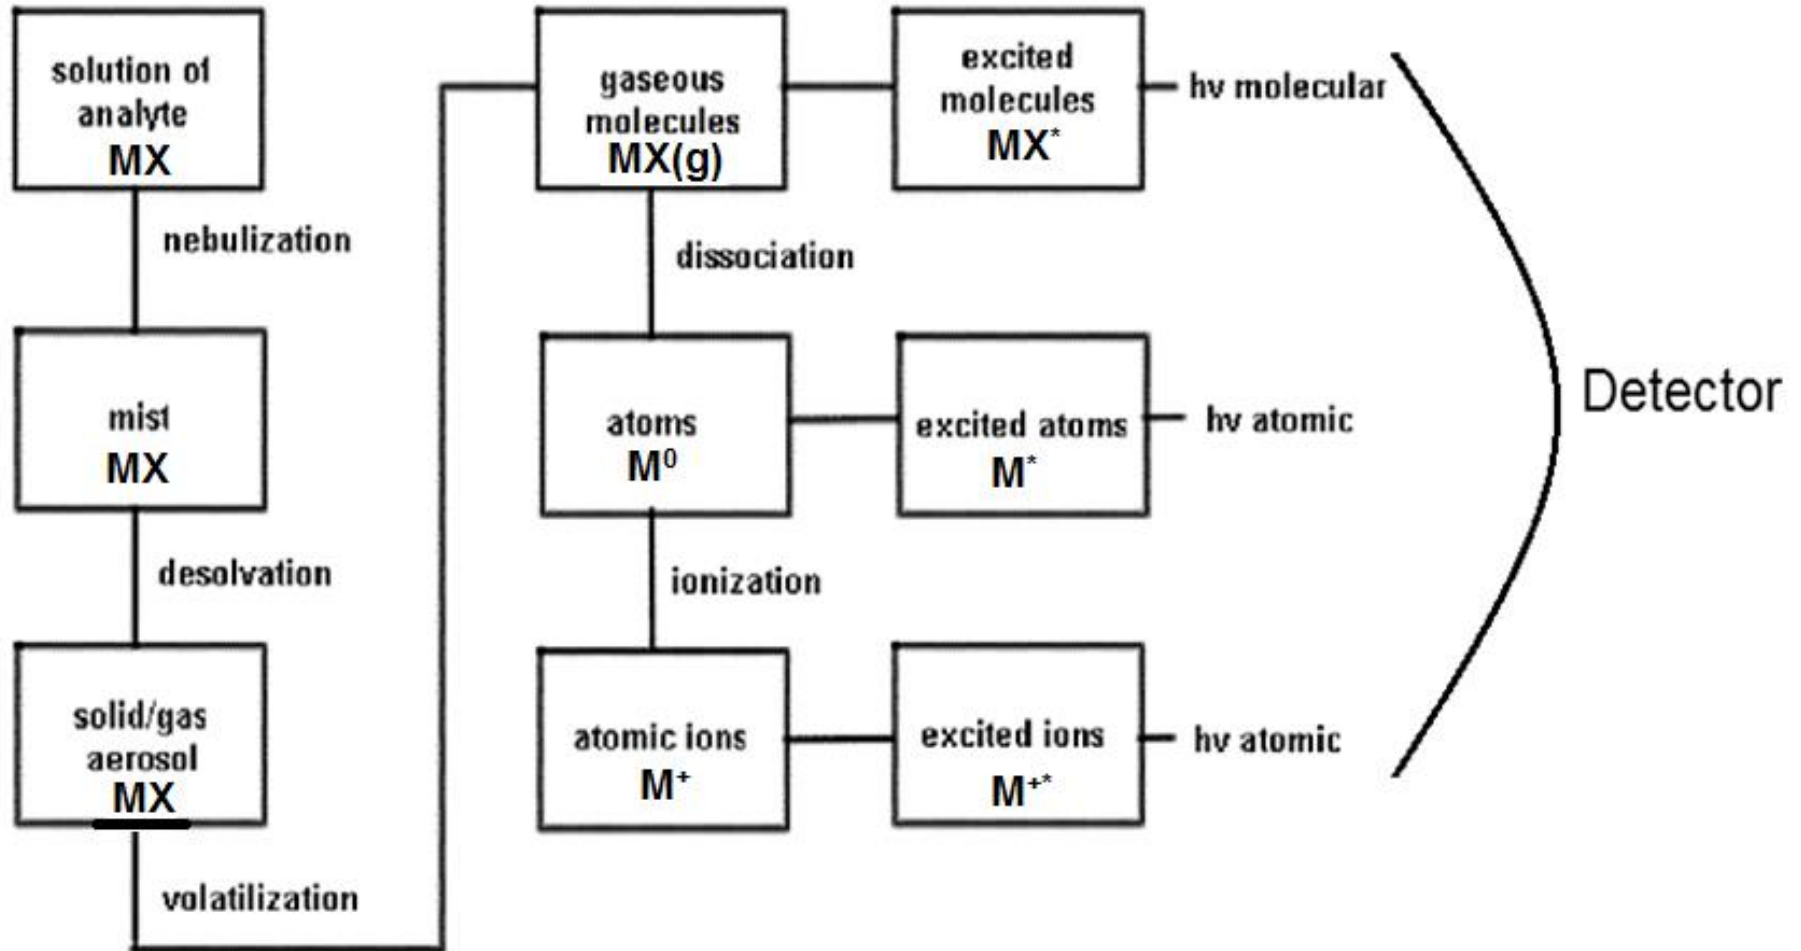 solution of
analyte
MX
nebulization
mist
MX
desolvation
solid/gas
aerosol
MX
volatilization
gaseous
molecules
MX(g)
dissociation
atoms
M⁰
ionization
atomic ions
M⁺
excited
molecules
MX*
hv molecular
excited atoms
M*
hv atomic
excited ions
M⁺*
hv atomic
Detector